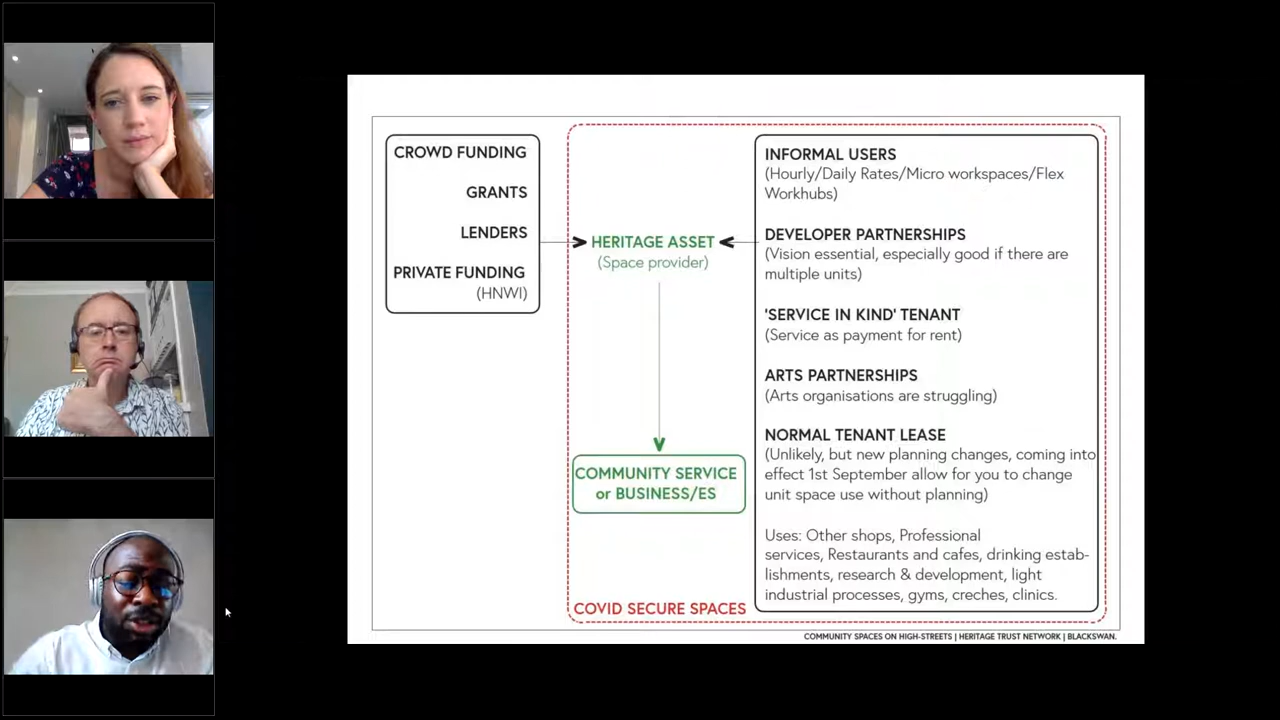 CROWD FUNDING
GRANTS
LENDERS
PRIVATE FUNDING
(HNWI)
HERITAGE ASSET
(Space provider)
COMMUNITY SERVICE
or BUSINESS/ES
COVID SECURE SPACES
INFORMAL USERS
(Hourly/Daily Rates/Micro workspaces/Flex
Workhubs)
DEVELOPER PARTNERSHIPS
(Vision essential, especially good if there are
multiple units)
'SERVICE IN KIND' TENANT
(Service as payment for rent)
ARTS PARTNERSHIPS
(Arts organisations are struggling)
NORMAL TENANT LEASE
(Unlikely, but new planning changes, coming into
effect 1st September allow for you to change
unit space use without planning)
Uses: Other shops, Professional
services, Restaurants and cafes, drinking estab-
lishments, research & development, light
industrial processes, gyms, creches, clinics.
COMMUNITY SPACES ON HIGH-STREETS | HERITAGE TRUST NETWORK | BLACKSWAN.